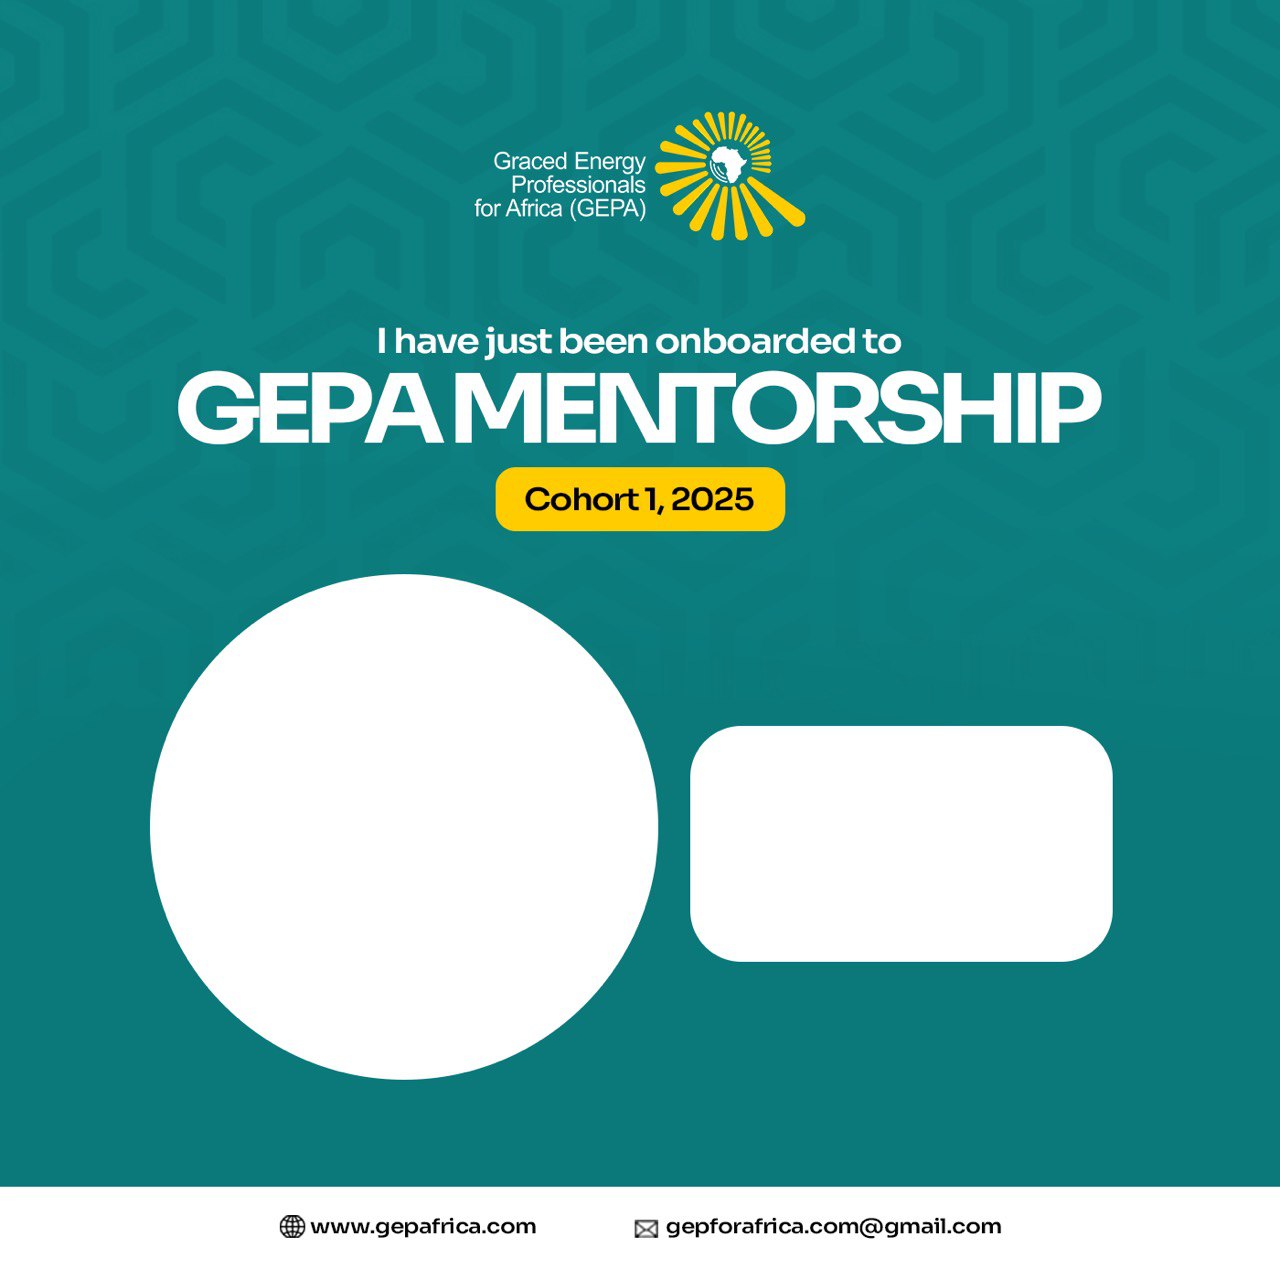 Graced Energy
Professionals
for Africa (GEPA)
I have just been onboarded to
GEPA MENTORSHIP
Cohort 1, 2025
www.gepafrica.com
gepforafrica.com@gmail.com